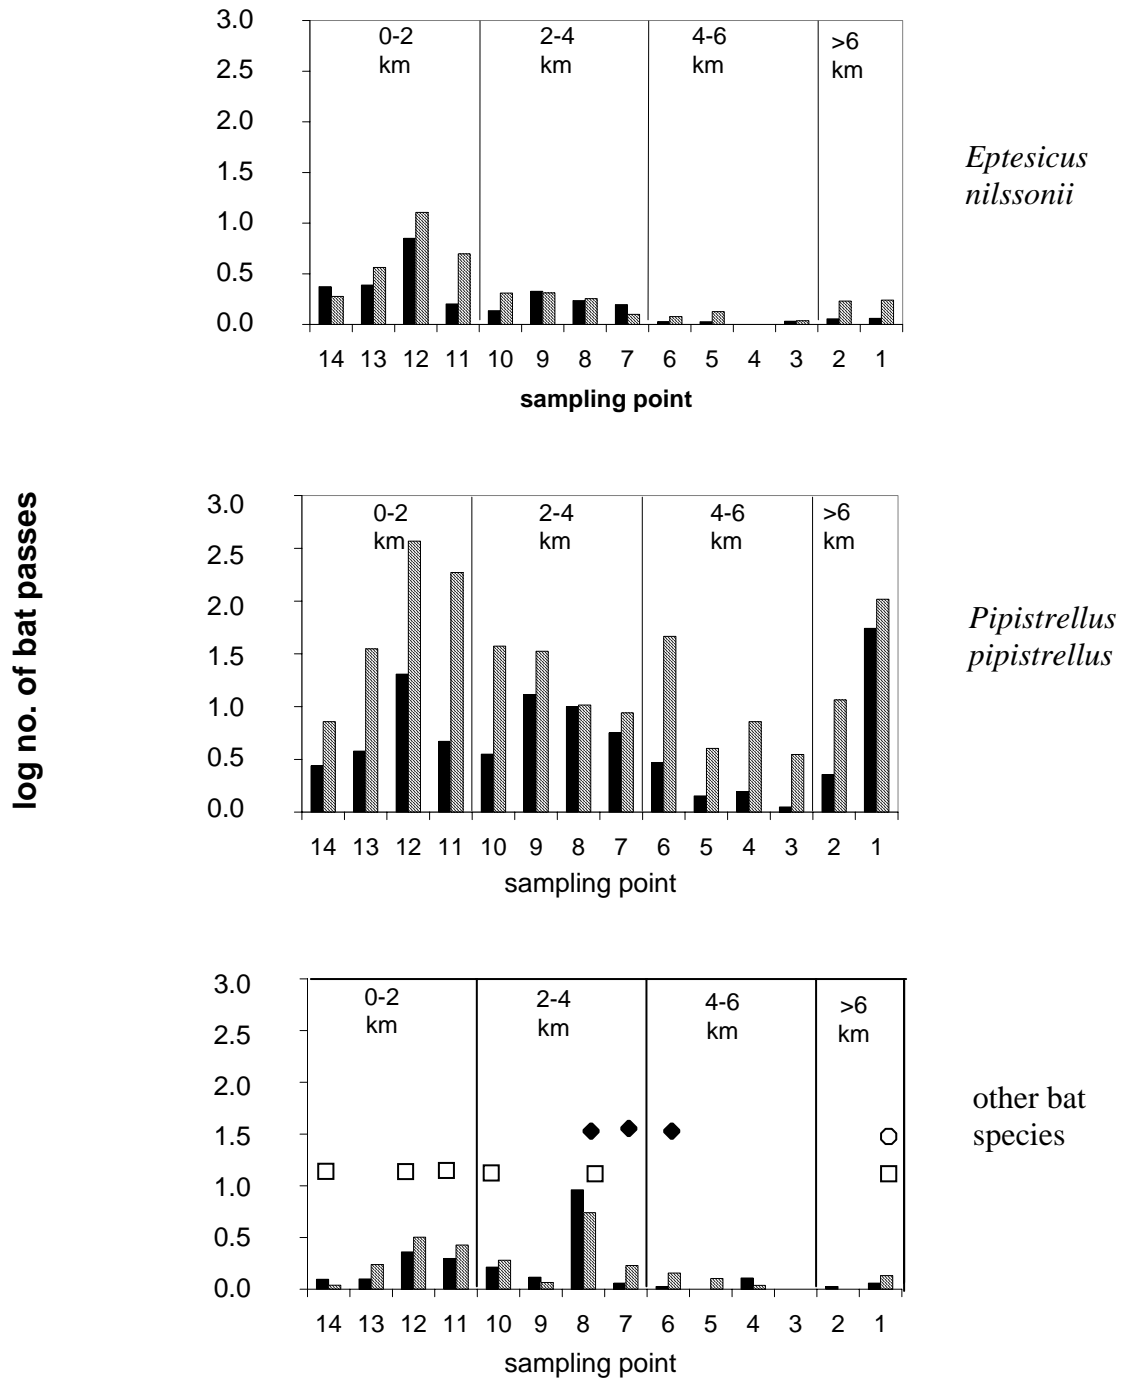 3.0
2.5
2.0
1.5
1.0
0.5
0.0
0-2
km
2-4
km
4-6
km
>6
km
14 13 12 11 10 9 8 7 6 5 4 3 2 1
sampling point
Eptesicus
nilssonii
log no. of bat passes
3.0
2.5
2.0
1.5
1.0
0.5
0.0
0-2
km
2-4
km
4-6
km
>6
km
14 13 12 11 10 9 8 7 6 5 4 3 2 1
sampling point
Pipistrellus
pipistrellus
3.0
2.5
2.0
1.5
1.0
0.5
0.0
0-2
km
2-4
km
4-6
km
>6
km
14 13 12 11 10 9 8 7 6 5 4 3 2 1
sampling point
other bat
species